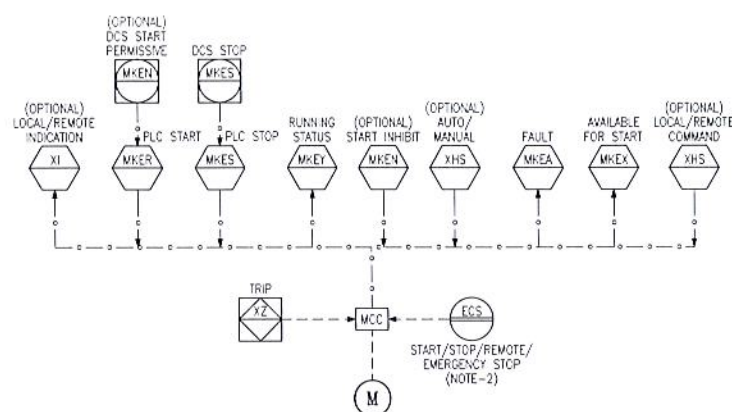 (OPTIONAL)
DCS START
PERMISSIVE
DCS STOP
MKEN
MKES
(OPTIONAL)
LOCAL/REMOTE
INDICATION
PLC START
PLC STOP
RUNNING
STATUS
(OPTIONAL)
START INHIBIT
(OPTIONAL)
AUTO/
MANUAL
FAULT
AVAILABLE
FOR START
(OPTIONAL)
LOCAL/REMOTE
COMMAND
XI
MKER
MKES
MKEY
MKEN
XHS
MKEA
MKEX
XHS
TRIP
XZ
MCC
ECS
START/STOP/REMOTE/
EMERGENCY STOP
(NOTE-2)
M